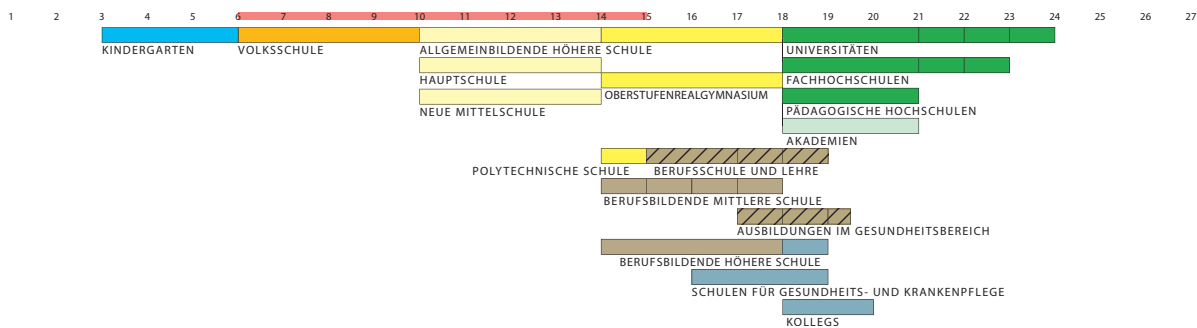 1 2 3 4 5 6 7 8 9 10 11 12 13 14 15 16 17 18 19 20 21 22 23 24 25 26 27
KINDERGARTEN VOLKSSCHULE ALLGEMEINBILDENDE HÖHERE SCHULE UNIVERSITÄTEN
HAUPTSCHULE FACHHOCHSCHULEN
OBERSTUFENREALGYMNASIUM
NEUE MITTELSCHULE PÄDAGOGISCHE HOCHSCHULEN
AKADEMIEN
POLYTECHNISCHE SCHULE BERUFSSCHULE UND LEHRE
BERUFSBILDENDE MITTLERE SCHULE
AUSBILDUNGEN IM GESUNDHEITSBEREICH
BERUFSBILDENDE HÖHERE SCHULE
SCHULEN FÜR GESUNDHEITS- UND KRANKENPFLEGE
KOLLEGS